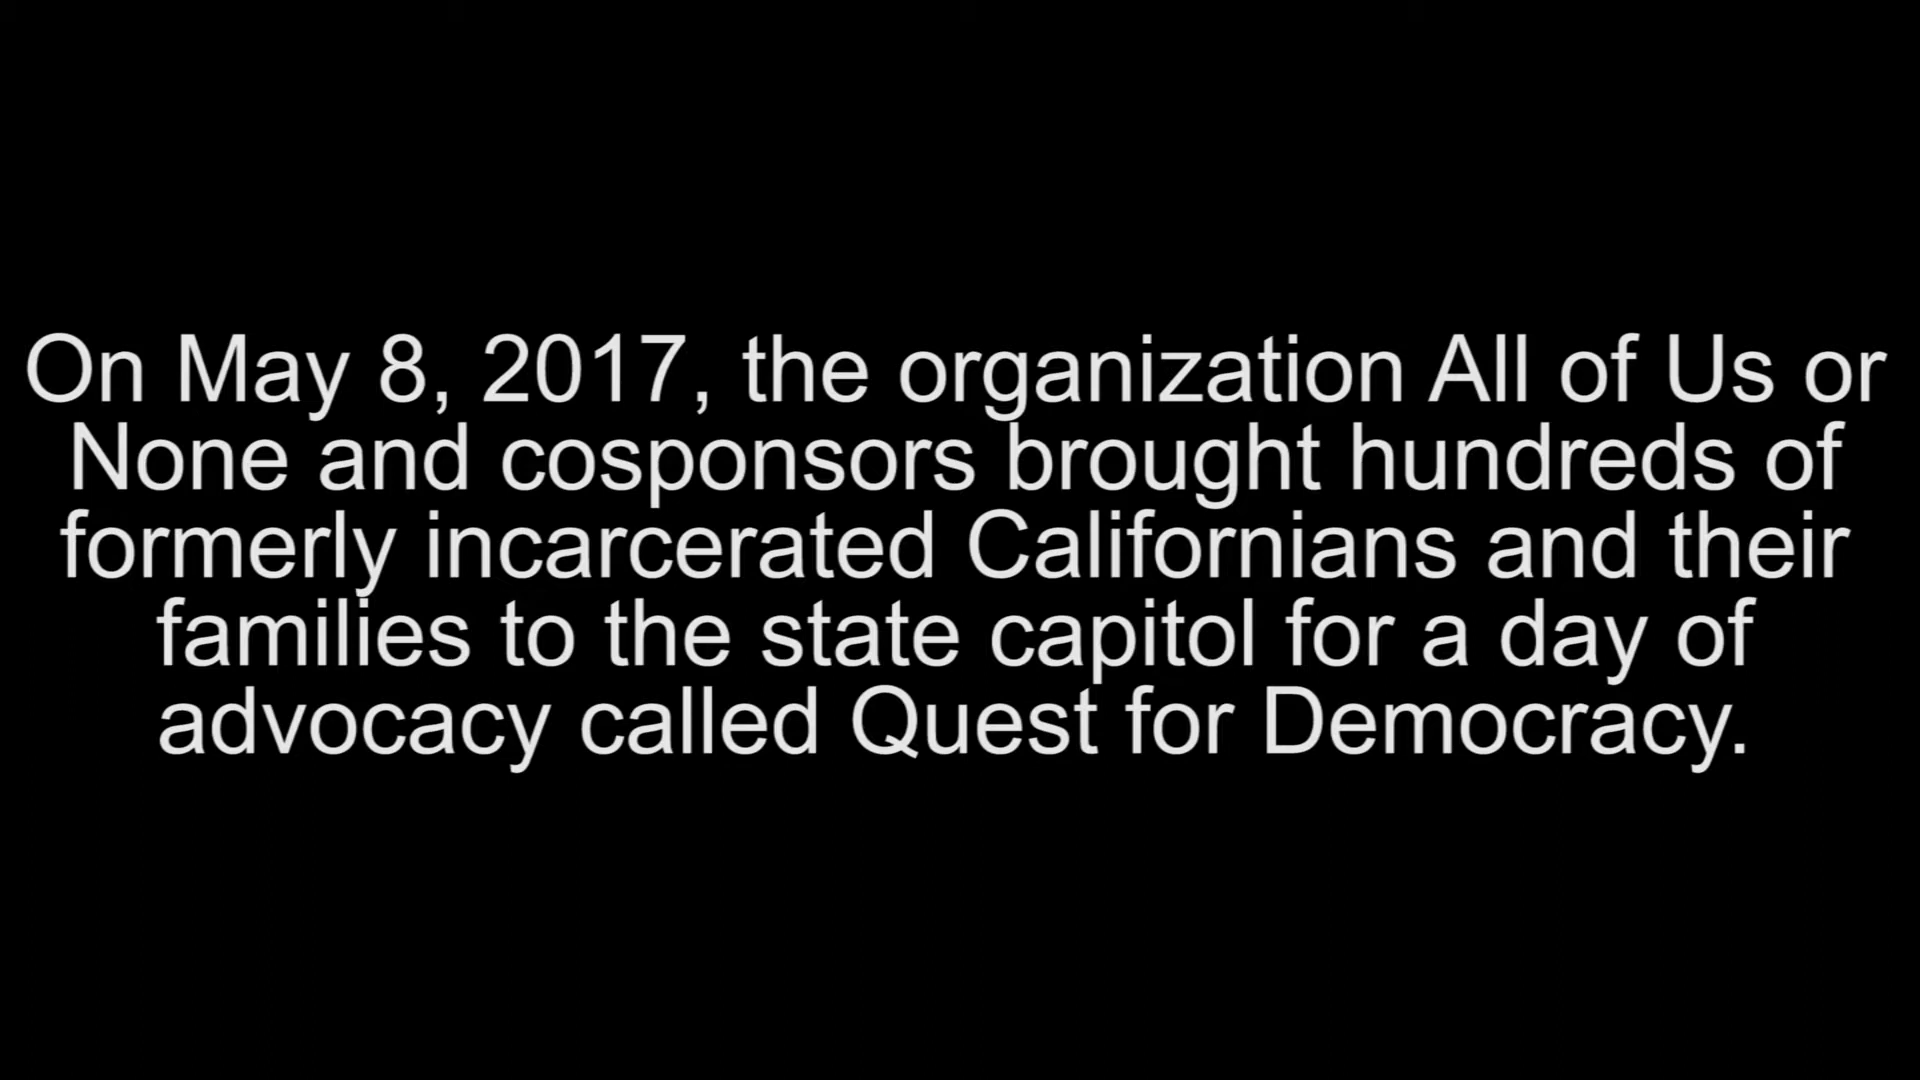 On May 8, 2017, the organization All of Us or
None and cosponsors brought hundreds of
formerly incarcerated Californians and their
families to the state capitol for a day of
advocacy called Quest for Democracy.